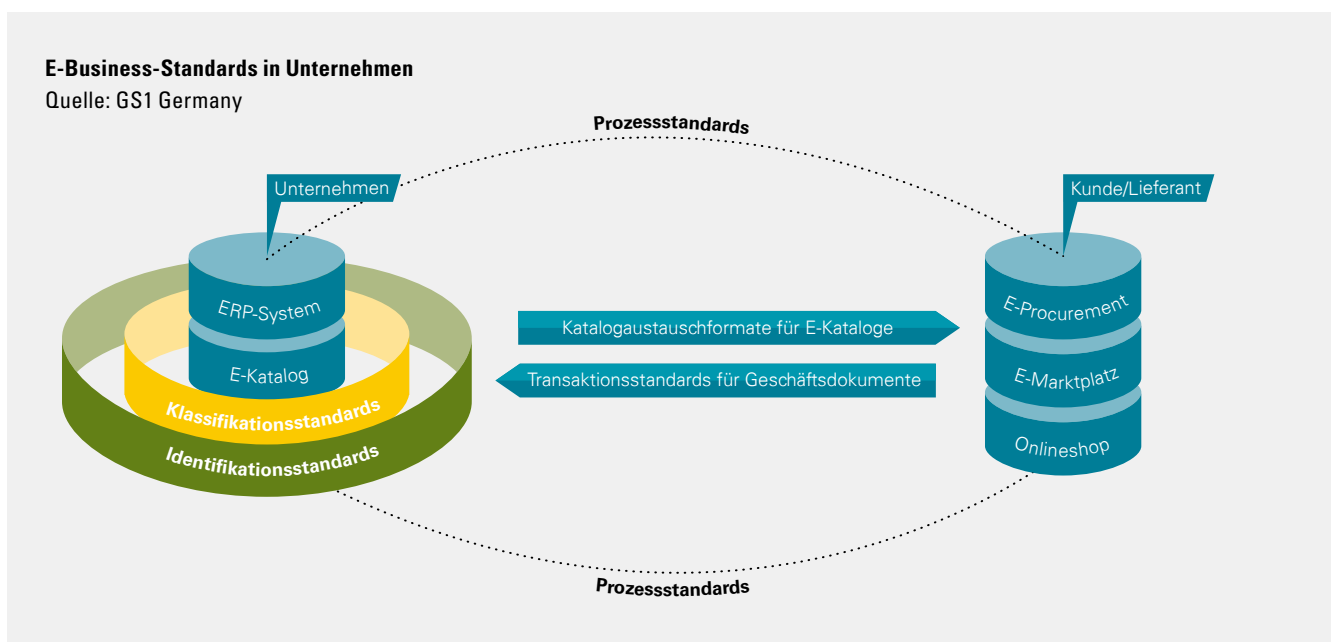 E-Business-Standards in Unternehmen
Quelle: GS1 Germany
Prozessstandards
Unternehmen
Kunde/Lieferant
ERP-System
E-Katalog
Klassifikationsstandards
Identifikationsstandards
Katalogaustauschformate für E-Kataloge
Transaktionsstandards für Geschäftsdokumente
E-Procurement
E-Marktplatz
Onlineshop
Prozessstandards